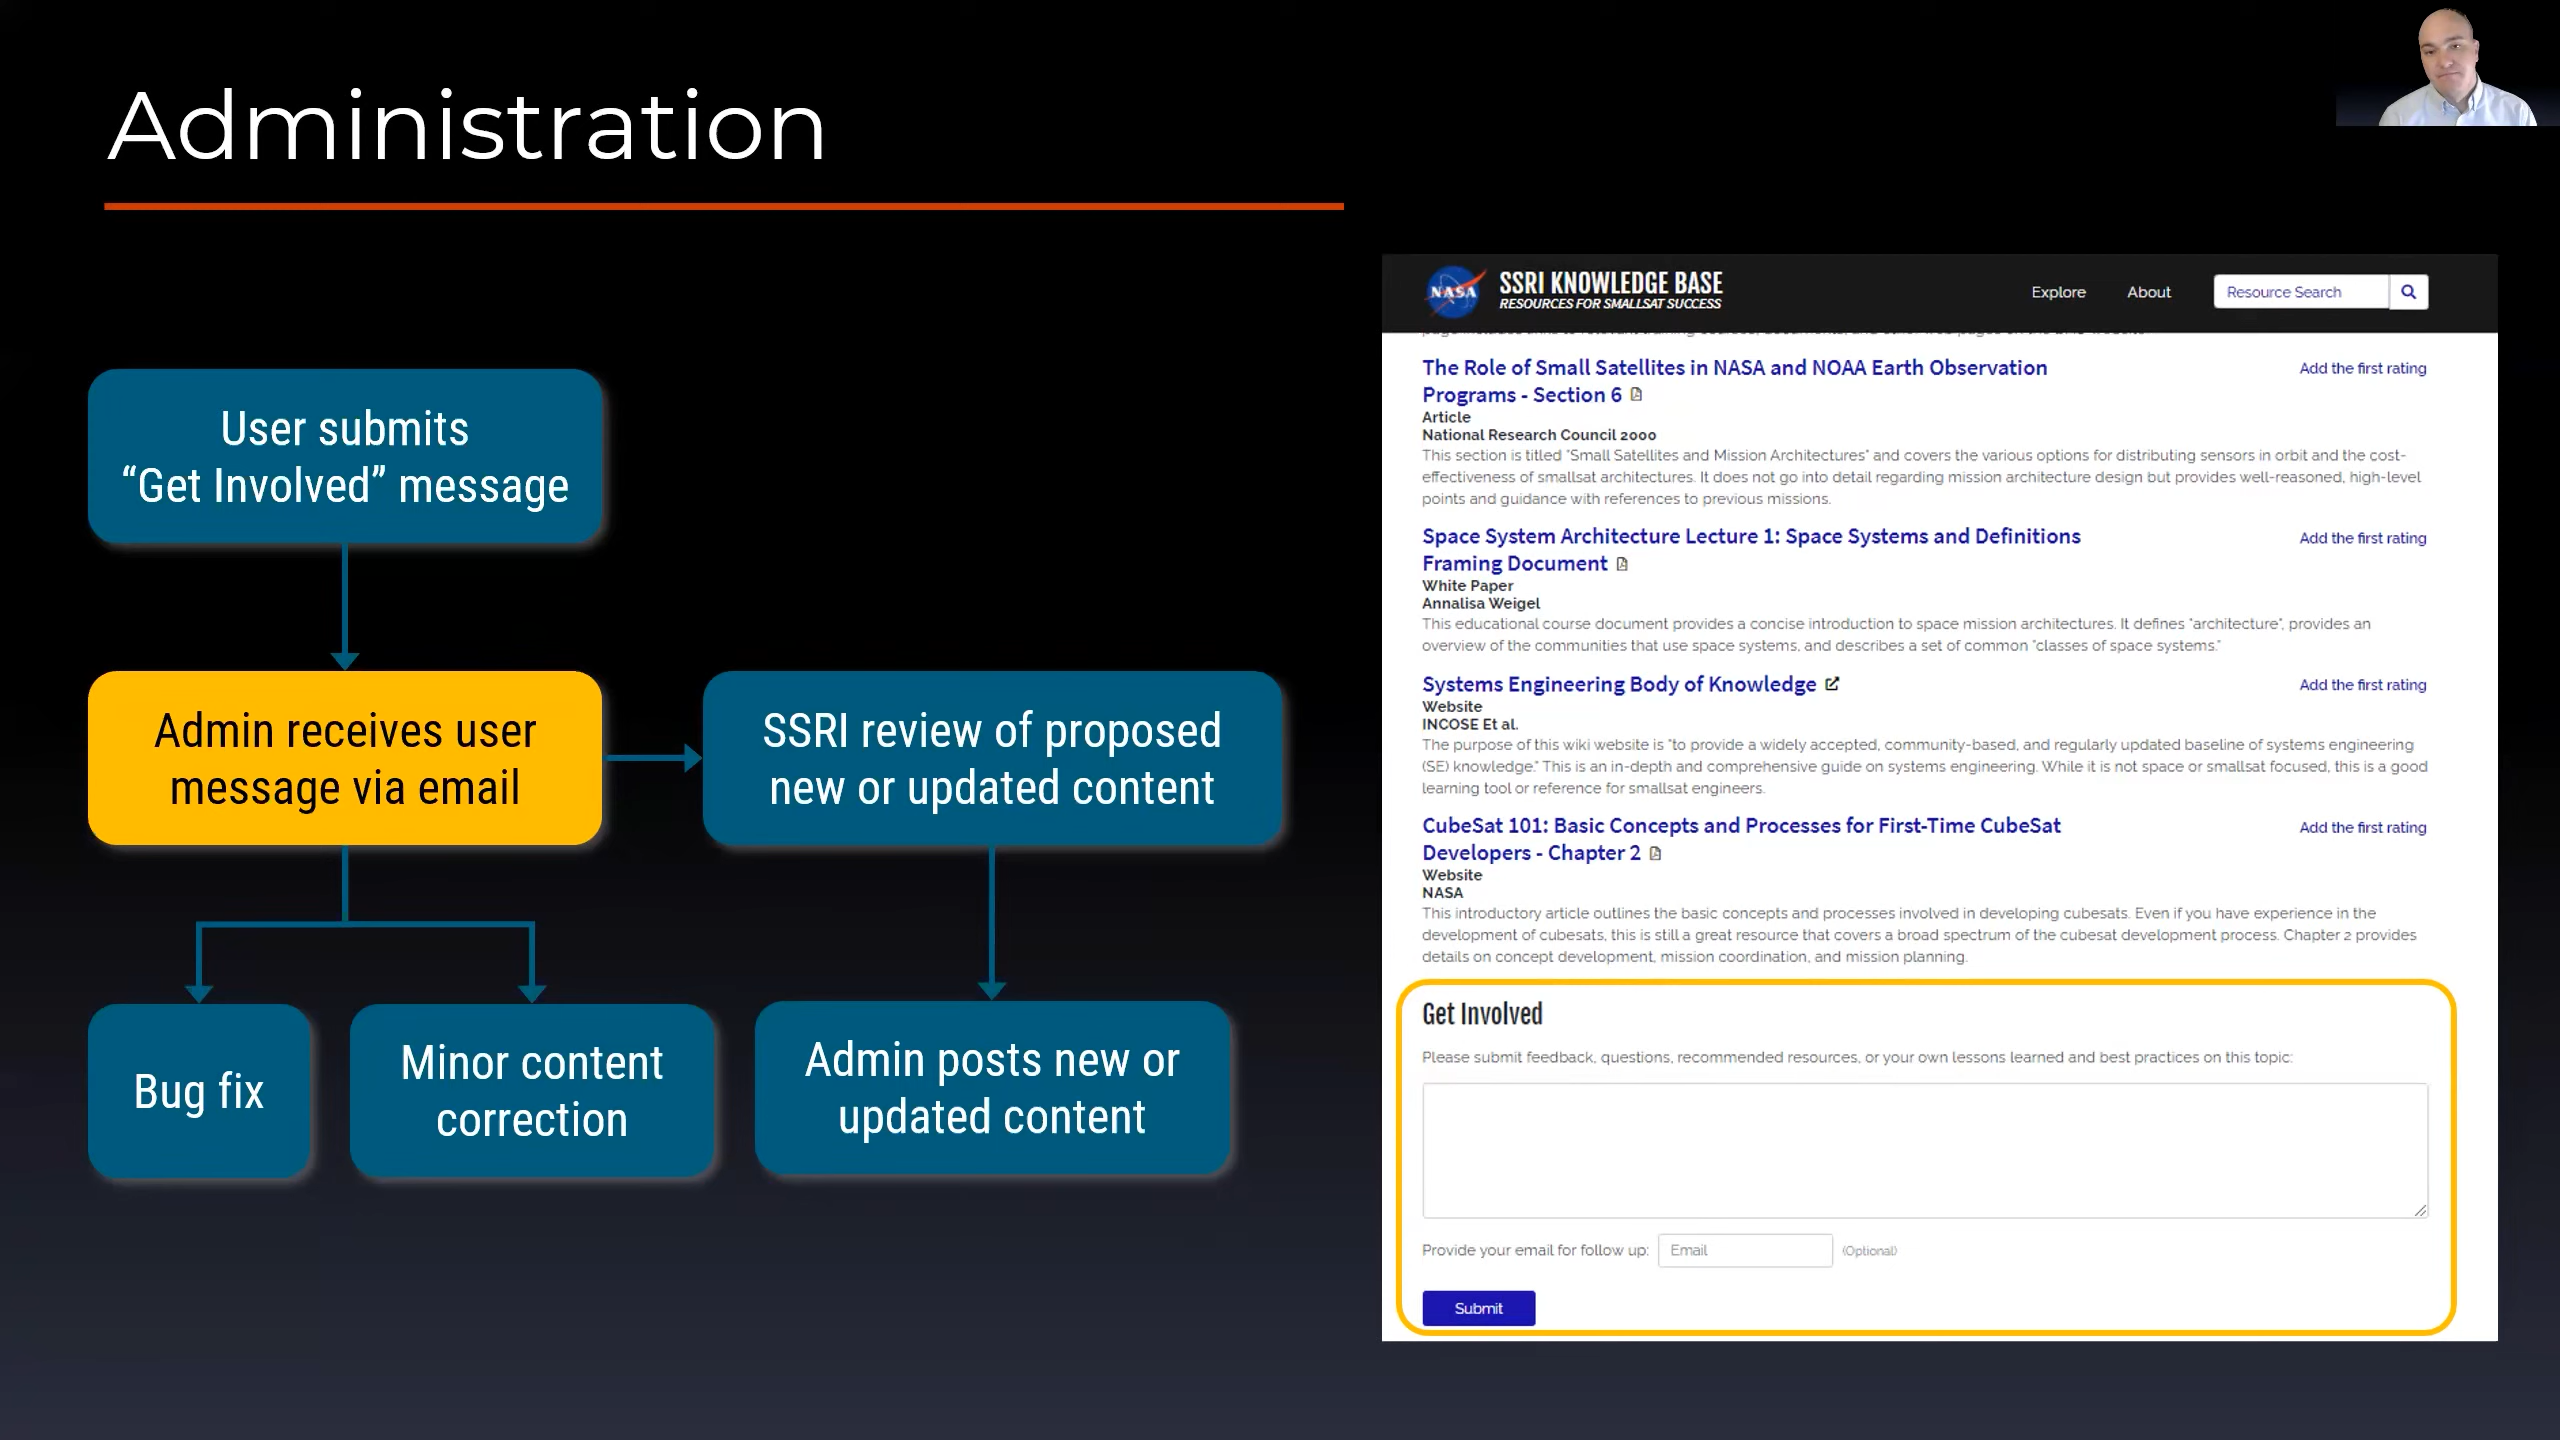 Administration
User submits
“Get Involved” message
Admin receives user
message via email
SSRI review of proposed
new or updated content
Bug fix
Minor content
correction
Admin posts new or
updated content
NASA
SSRI KNOWLEDGE BASE
RESOURCES FOR SMALLSAT SUCCESS
Explore
About
Resource Search
The Role of Small Satellites in NASA and NOAA Earth Observation
Programs - Section 6
Add the first rating
Article
National Research Council 2000
This section is titled "Small Satellites and Mission Architectures" and covers the various options for distributing sensors in orbit and the cost-
effectiveness of smallsat architectures. It does not go into detail regarding mission architecture design but provides well-reasoned, high-level
points and guidance with references to previous missions.
Space System Architecture Lecture 1: Space Systems and Definitions
Framing Document
Add the first rating
White Paper
Annalisa Weigel
This educational course document provides a concise introduction to space mission architectures. It defines "architecture", provides an
overview of the communities that use space systems, and describes a set of common "classes of space systems."
Systems Engineering Body of Knowledge
Add the first rating
Website
INCOSE Et al.
The purpose of this wiki website is "to provide a widely accepted, community-based, and regularly updated baseline of systems engineering
(SE) knowledge." This is an in-depth and comprehensive guide on systems engineering. While it is not space or smallsat focused, this is a good
learning tool or reference for smallsat engineers.
CubeSat 101: Basic Concepts and Processes for First-Time CubeSat
Developers - Chapter 2
Add the first rating
Website
NASA
This introductory article outlines the basic concepts and processes involved in developing cubesats. Even if you have experience in the
development of cubesats, this is still a great resource that covers a broad spectrum of the cubesat development process. Chapter 2 provides
details on concept development, mission coordination, and mission planning.
Get Involved
Please submit feedback, questions, recommended resources, or your own lessons learned and best practices on this topic:
Provide your email for follow up:
Email
(Optional)
Submit